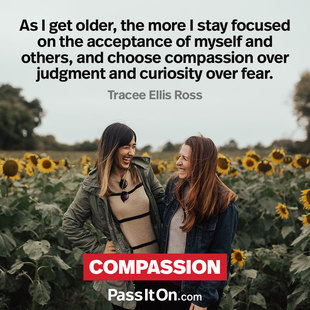 As I get older, the more I stay focused
on the acceptance of myself and
others, and choose compassion over
judgment and curiosity over fear.
Tracee Ellis Ross
COMPASSION
PassItOn.com